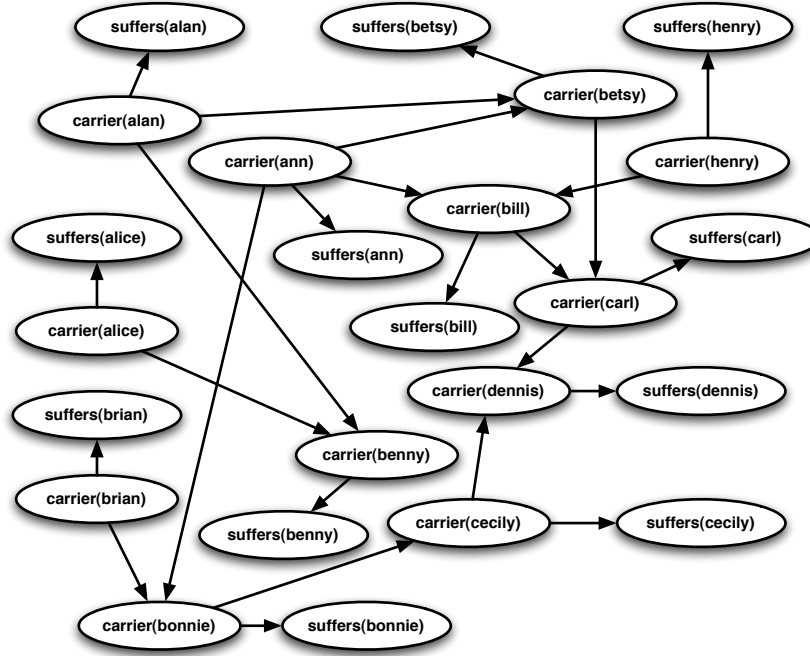 suffers(alan)
suffers(betsy)
suffers(henry)
carrier(alan)
carrier(betsy)
carrier(ann)
carrier(henry)
carrier(bill)
suffers(alice)
suffers(ann)
suffers(carl)
carrier(carl)
carrier(alice)
suffers(bill)
carrier(dennis)
suffers(dennis)
suffers(brian)
carrier(benny)
carrier(brian)
suffers(benny)
carrier(cecily)
suffers(cecily)
carrier(bonnie)
suffers(bonnie)